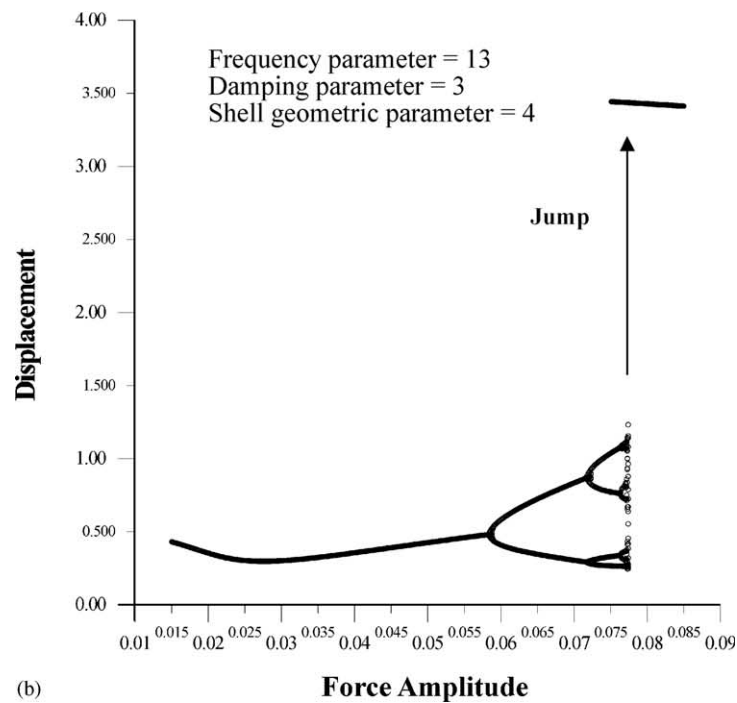 4.00
Frequency parameter = 13
Damping parameter = 3
Shell geometric parameter = 4
3.500
3.00
Jump
2.500
Displacement
2.00
1.500
1.00
0.500
0.00
0.01 0.015 0.02 0.025 0.03 0.035 0.04 0.045 0.05 0.055 0.06 0.065 0.07 0.075 0.08 0.085 0.09
(b) Force Amplitude